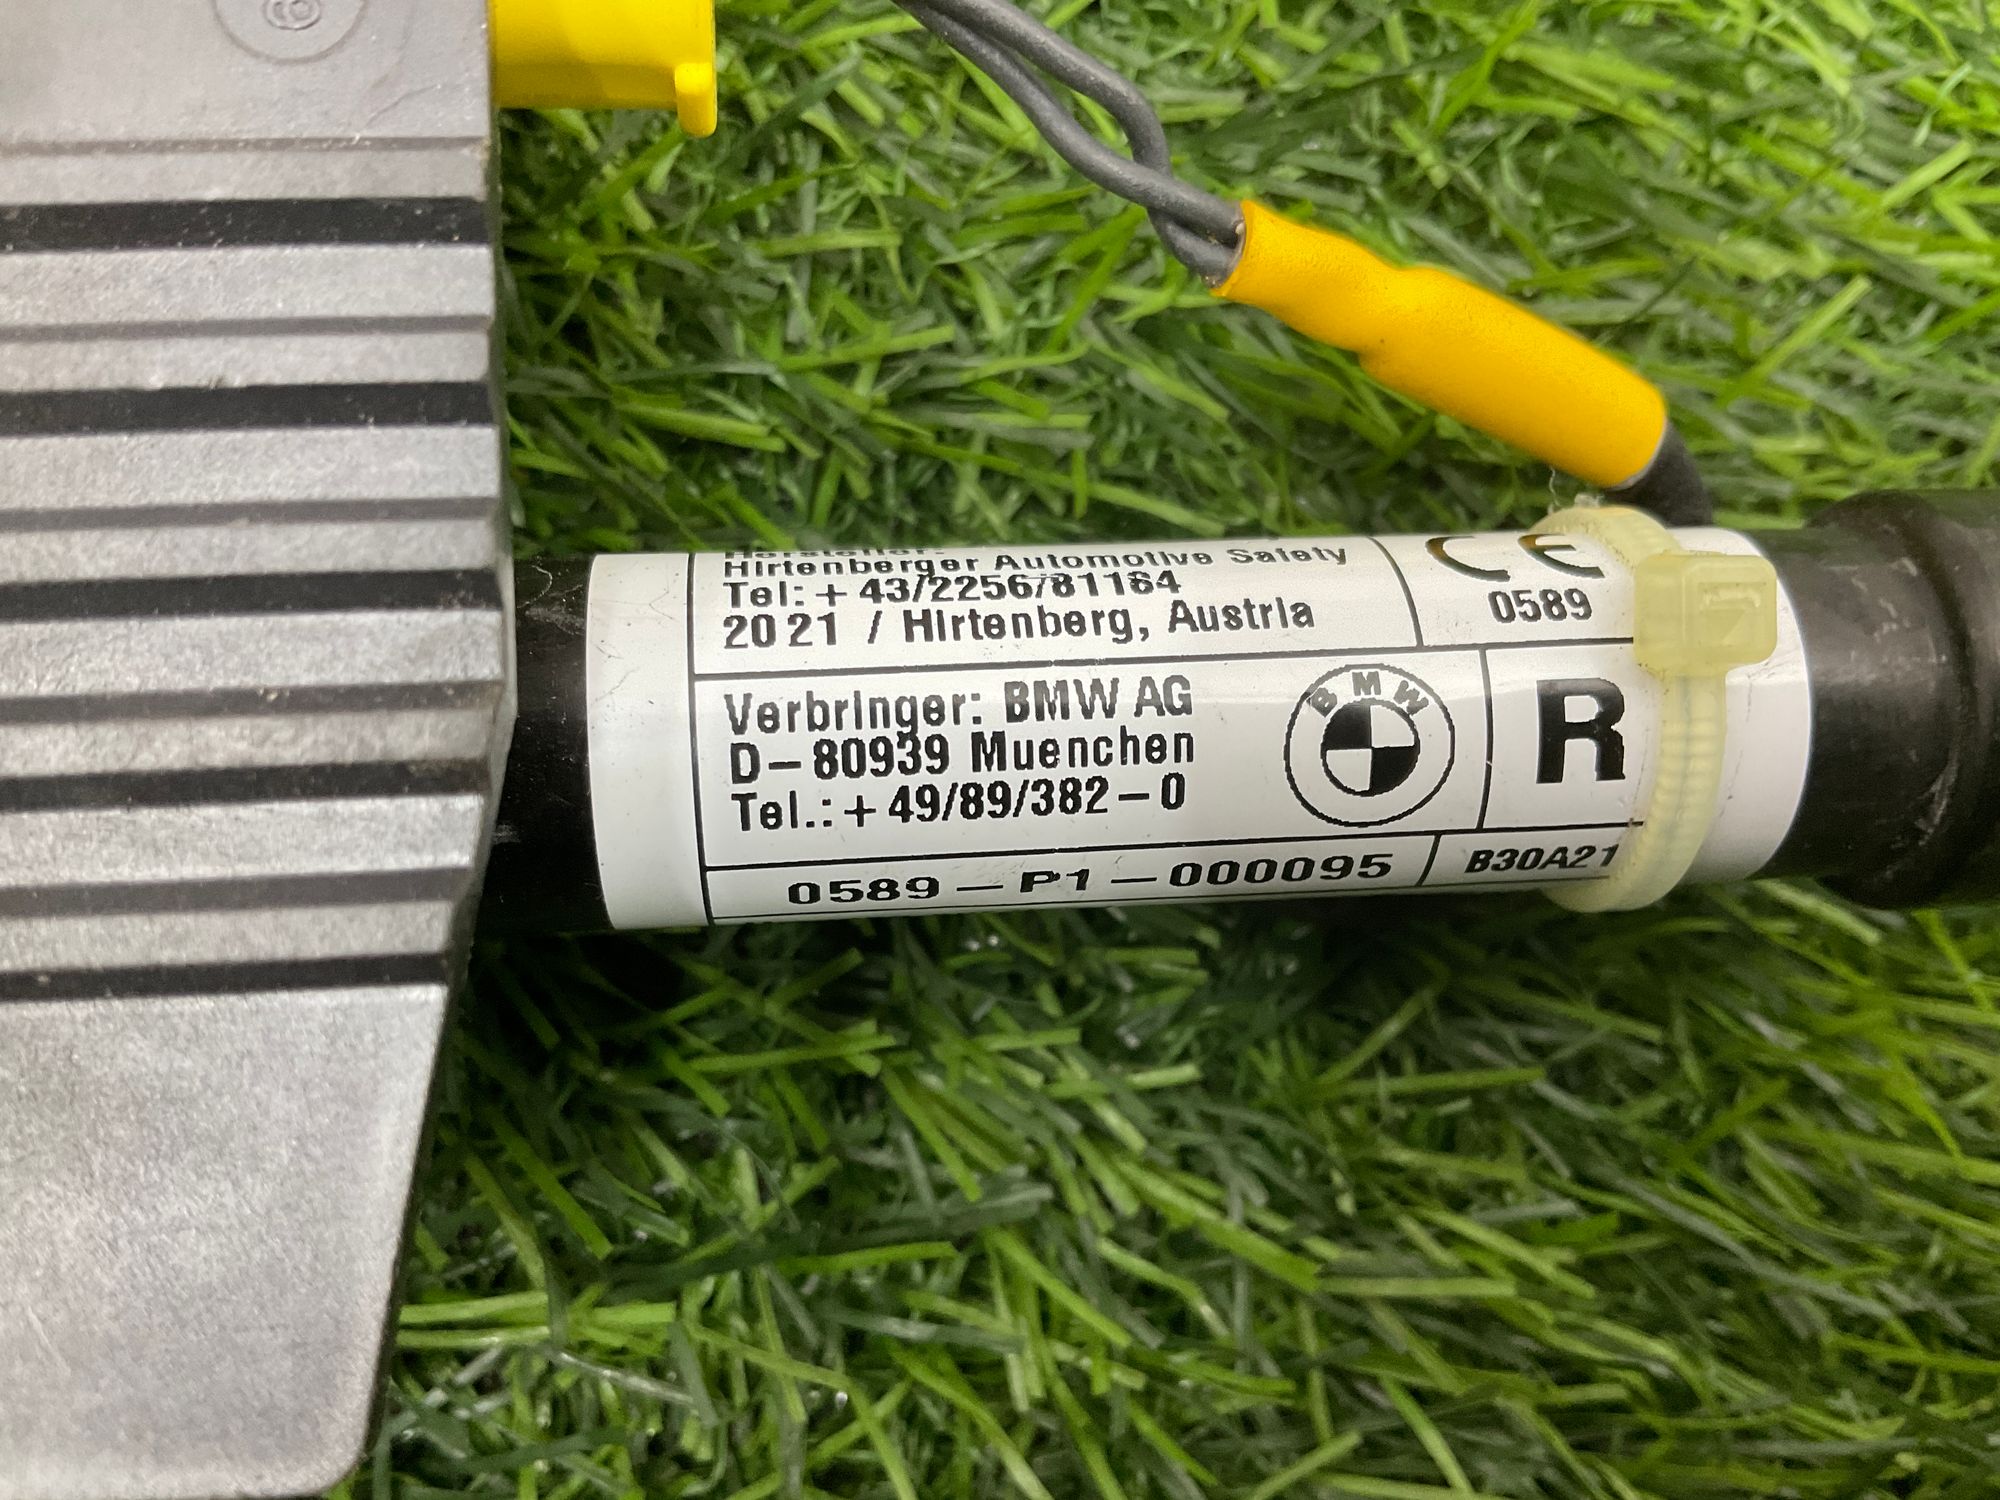 Hersteller:
Hirtenberger Automotive Safety
Tel:+ 43/2256/81184
2021 / Hirtenberg, Austria
CE
0589
Verbringer: BMW AG
D-80939 Muenchen
Tel.:+ 49/89/382-0
BMW
R
0589-P1-000095
B30A21